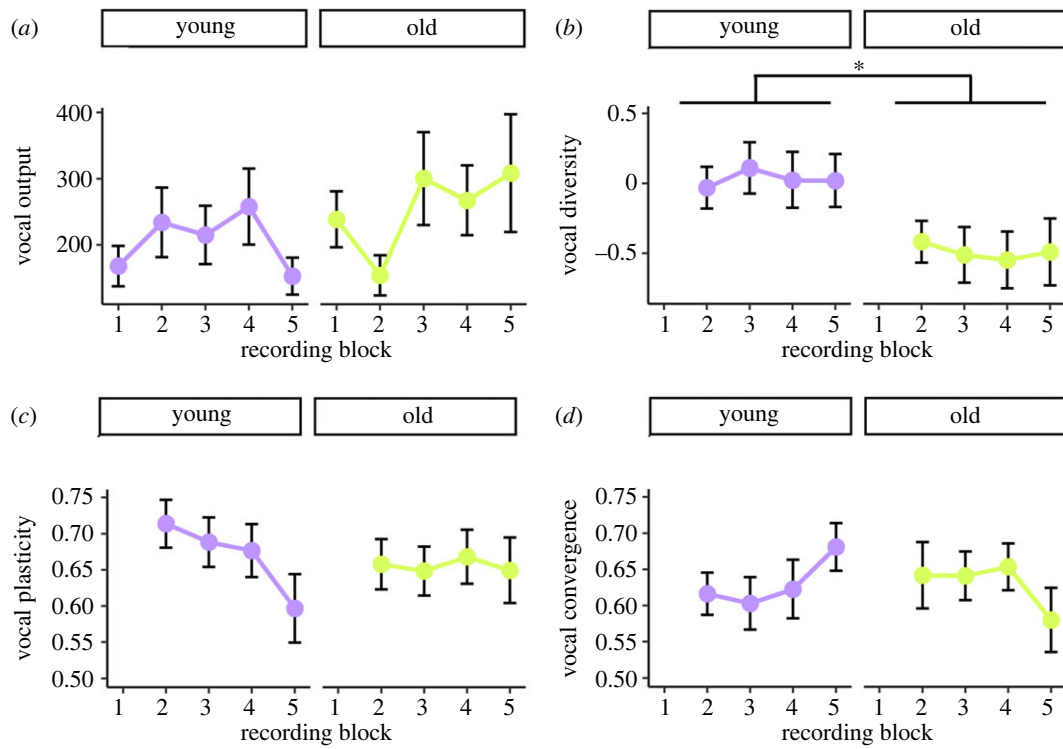 (a) young old
400
300
200
vocal output
1 2 3 4 5 1 2 3 4 5
recording block
(b) young old
*
0.5
0
–0.5
vocal diversity
1 2 3 4 5 1 2 3 4 5
recording block
(c) young old
0.75
0.70
0.65
0.60
0.55
0.50
vocal plasticity
1 2 3 4 5 1 2 3 4 5
recording block
(d) young old
0.75
0.70
0.65
0.60
0.55
0.50
vocal convergence
1 2 3 4 5 1 2 3 4 5
recording block